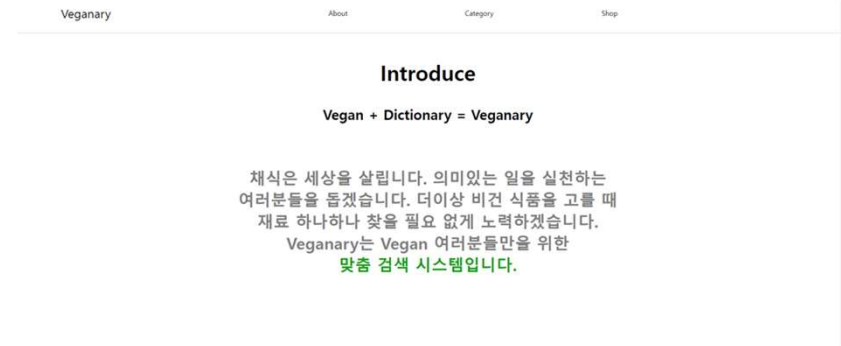 Veganary About Category Shop
Introduce
Vegan + Dictionary = Veganary
채식은 세상을 살립니다. 의미있는 일을 실천하는
여러분들을 돕겠습니다. 더이상 비건 식품을 고를 때
재료 하나하나 찾을 필요 없게 노력하겠습니다.
Veganary는 Vegan 여러분들만을 위한
맞춤 검색 시스템입니다.